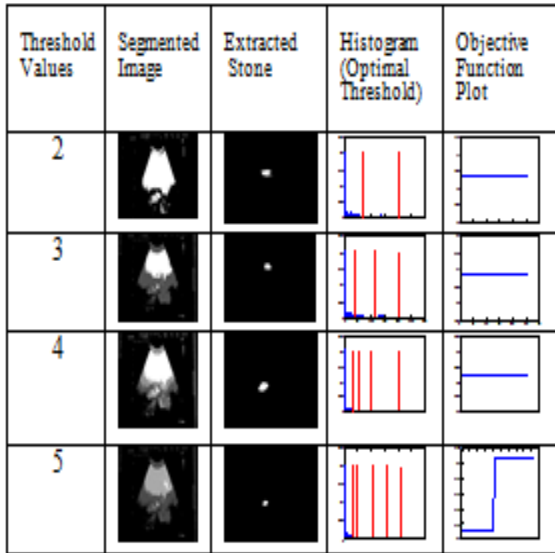 Threshold
Values
Segmented
Image
Extracted
Stone
Histogram
(Optimal
Threshold)
Objective
Function
Plot
2
3
4
5